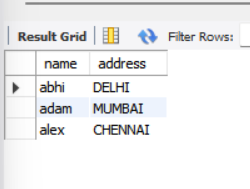 Result Grid Filter Rows:
name address
abhi DELHI
adam MUMBAI
alex CHENNAI